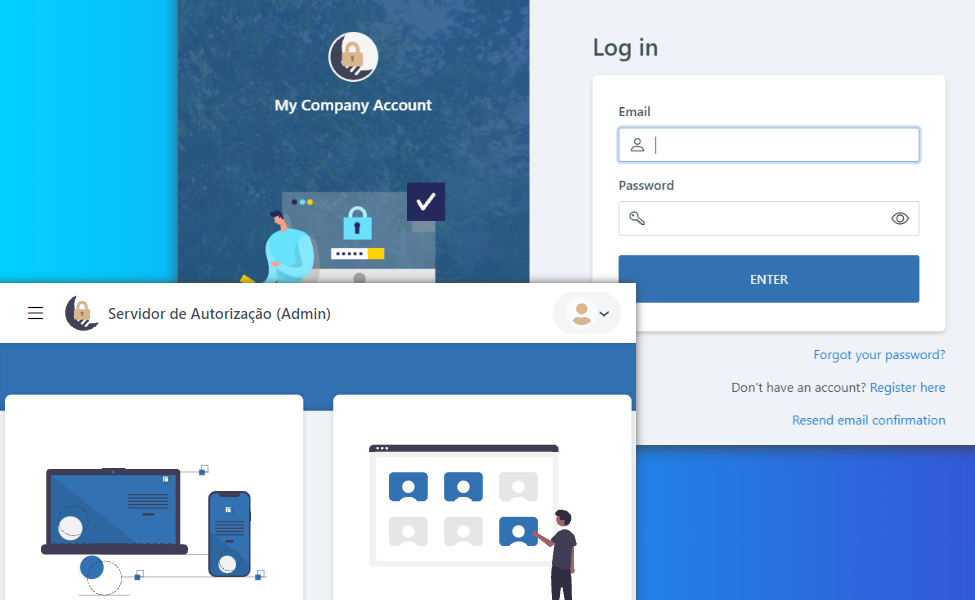 My Company Account
Log in
Email
Password
ENTER
Forgot your password?
Don't have an account? Register here
Resend email confirmation
Servidor de Autorização (Admin)